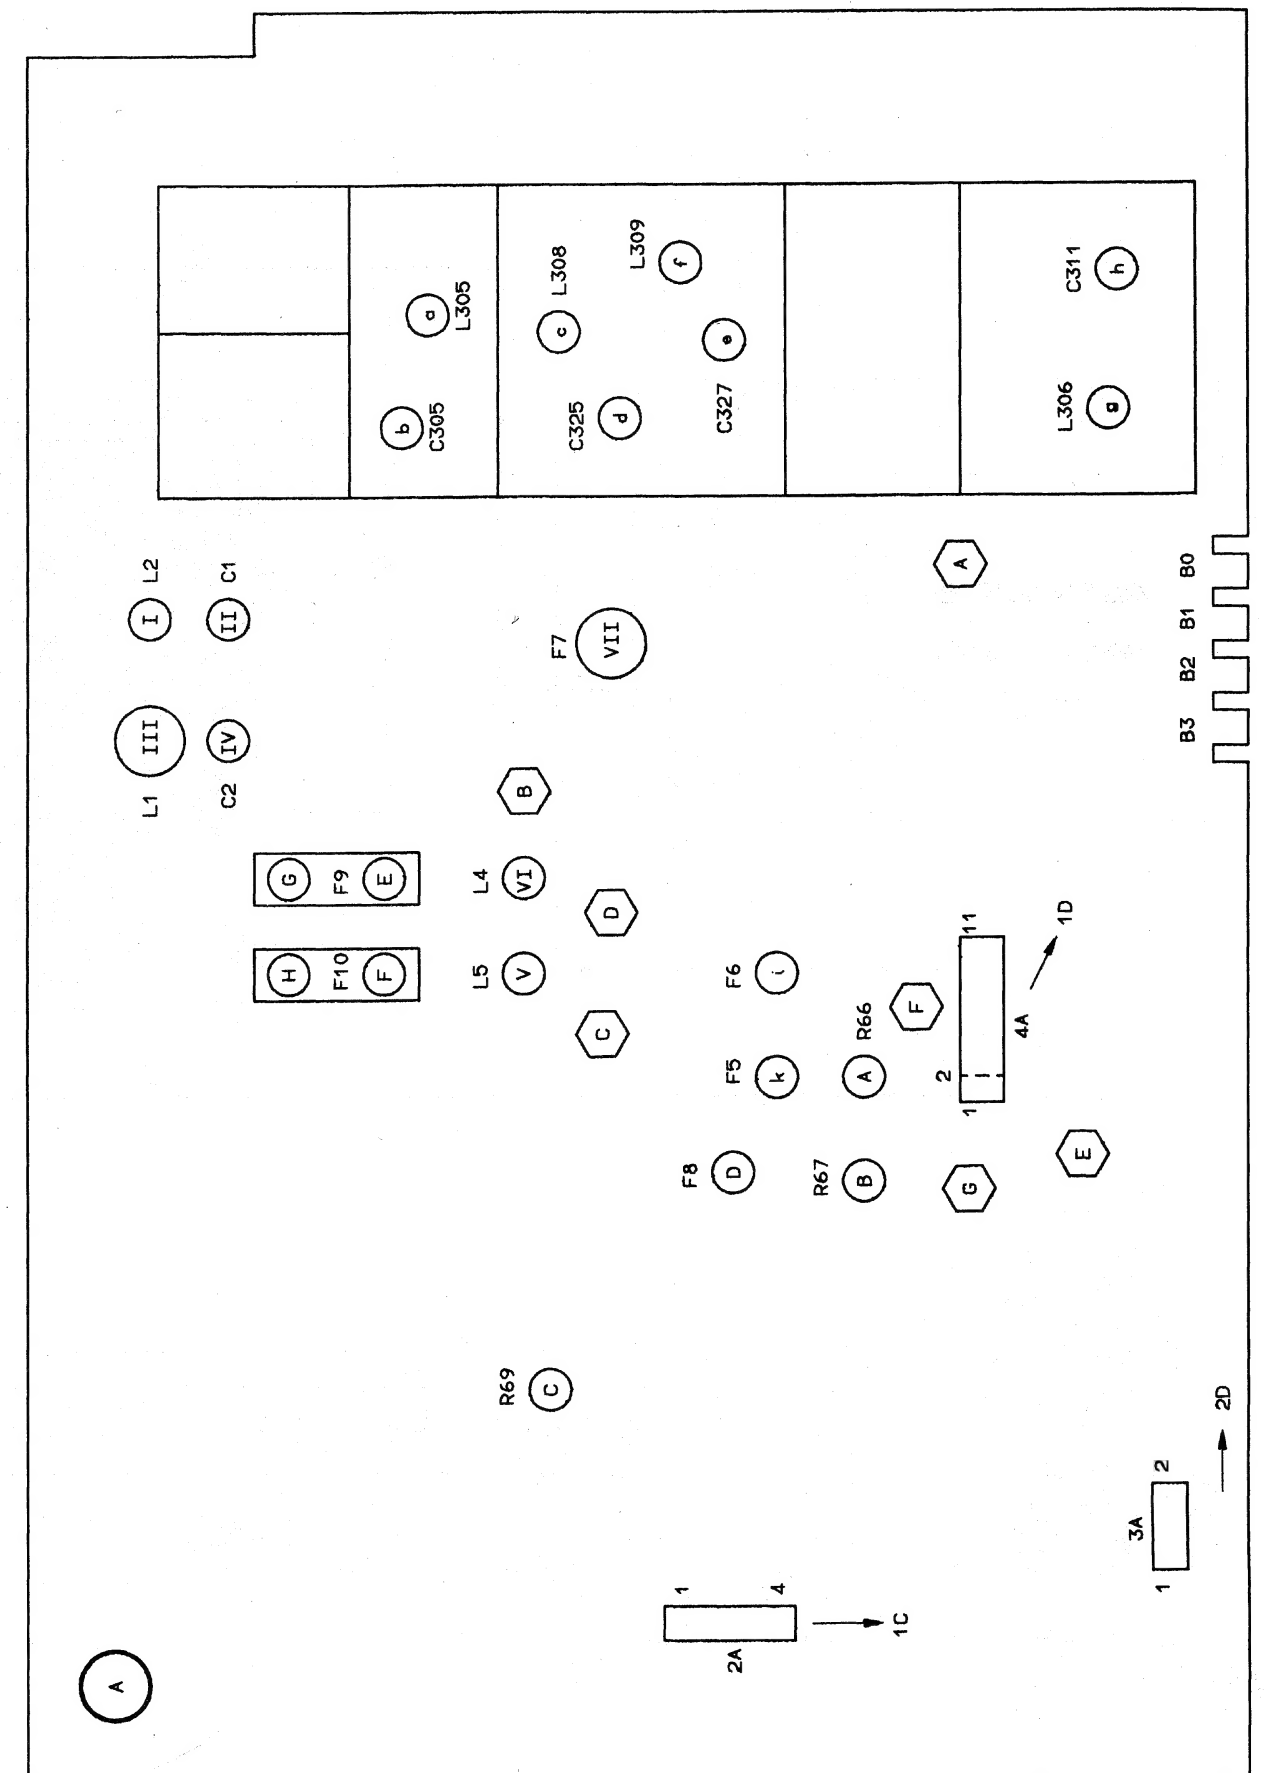 L309
f
L308
C311
h
a
L305
c
e
C327
L306
g
b
C305
C325
d
L2
C1
I
II
B0
A
B1
F7
VII
B2
III
IV
B3
L1
C2
B
G
F9
E
L4
VI
D
11
1D
H
F10
F
L5
V
F6
i
C
R66
F
4A
F5
k
A
2
1
F8
D
R67
B
G
E
R69
C
2D
2
3A
1
1
4
1C
2A
A